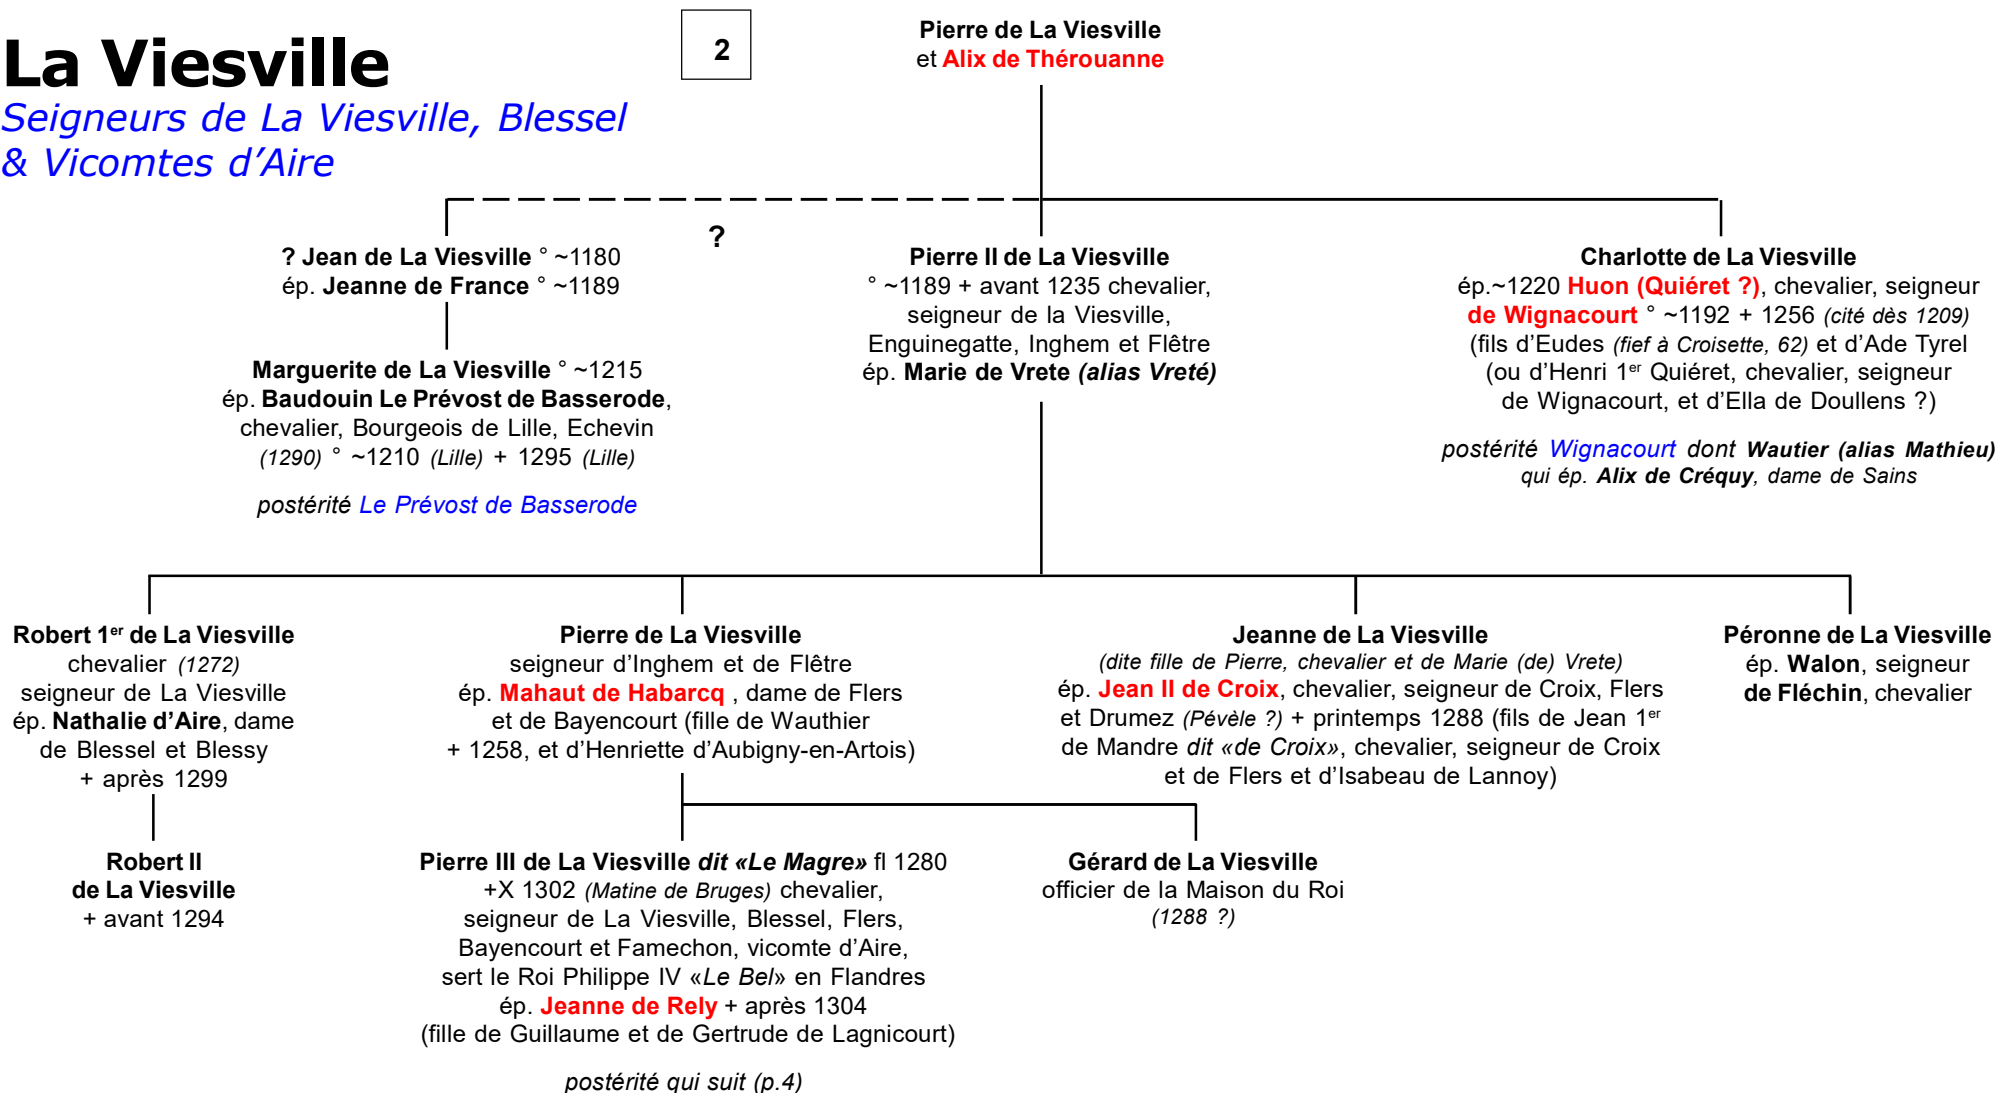 La Viesville
Seigneurs de La Viesville, Blessel
& Vicomtes d’Aire
2
Pierre de La Viesville
et Alix de Thérouanne
?
? Jean de La Viesville ° ~1180
ép. Jeanne de France ° ~1189
Marguerite de La Viesville ° ~1215
ép. Baudouin Le Prévost de Basserode,
chevalier, Bourgeois de Lille, Echevin
(1290) ° ~1210 (Lille) + 1295 (Lille)
postérité Le Prévost de Basserode
Pierre II de La Viesville
° ~1189 + avant 1235 chevalier,
seigneur de la Viesville,
Enguinegatte, Inghem et Flêtre
ép. Marie de Vrete (alias Vreté)
Charlotte de La Viesville
ép.~1220 Huon (Quiéret ?), chevalier, seigneur
de Wignacourt ° ~1192 + 1256 (cité dès 1209)
(fils d’Eudes (fief à Croisette, 62) et d’Ade Tyrel
(ou d’Henri 1er Quiéret, chevalier, seigneur
de Wignacourt, et d’Ella de Doullens ?)
postérité Wignacourt dont Wautier (alias Mathieu)
qui ép. Alix de Créquy, dame de Sains
Robert 1er de La Viesville
chevalier (1272)
seigneur de La Viesville
ép. Nathalie d’Aire, dame
de Blessel et Blessy
+ après 1299
Robert II
de La Viesville
+ avant 1294
Pierre de La Viesville
seigneur d’Inghem et de Flêtre
ép. Mahaut de Habarcq , dame de Flers
et de Bayencourt (fille de Wauthier
+ 1258, et d’Henriette d’Aubigny-en-Artois)
Pierre III de La Viesville dit «Le Magre» fl 1280
+X 1302 (Matine de Bruges) chevalier,
seigneur de La Viesville, Blessel, Flers,
Bayencourt et Famechon, vicomte d’Aire,
sert le Roi Philippe IV «Le Bel» en Flandres
ép. Jeanne de Rely + après 1304
(fille de Guillaume et de Gertrude de Lagnicourt)
postérité qui suit (p.4)
Gérard de La Viesville
officier de la Maison du Roi
(1288 ?)
Jeanne de La Viesville
(dite fille de Pierre, chevalier et de Marie (de) Vrete)
ép. Jean II de Croix, chevalier, seigneur de Croix, Flers
et Drumez (Pévèle ?) + printemps 1288 (fils de Jean 1er
de Mandre dit «de Croix», chevalier, seigneur de Croix
et de Flers et d’Isabeau de Lannoy)
Péronne de La Viesville
ép. Walon, seigneur
de Fléchin, chevalier